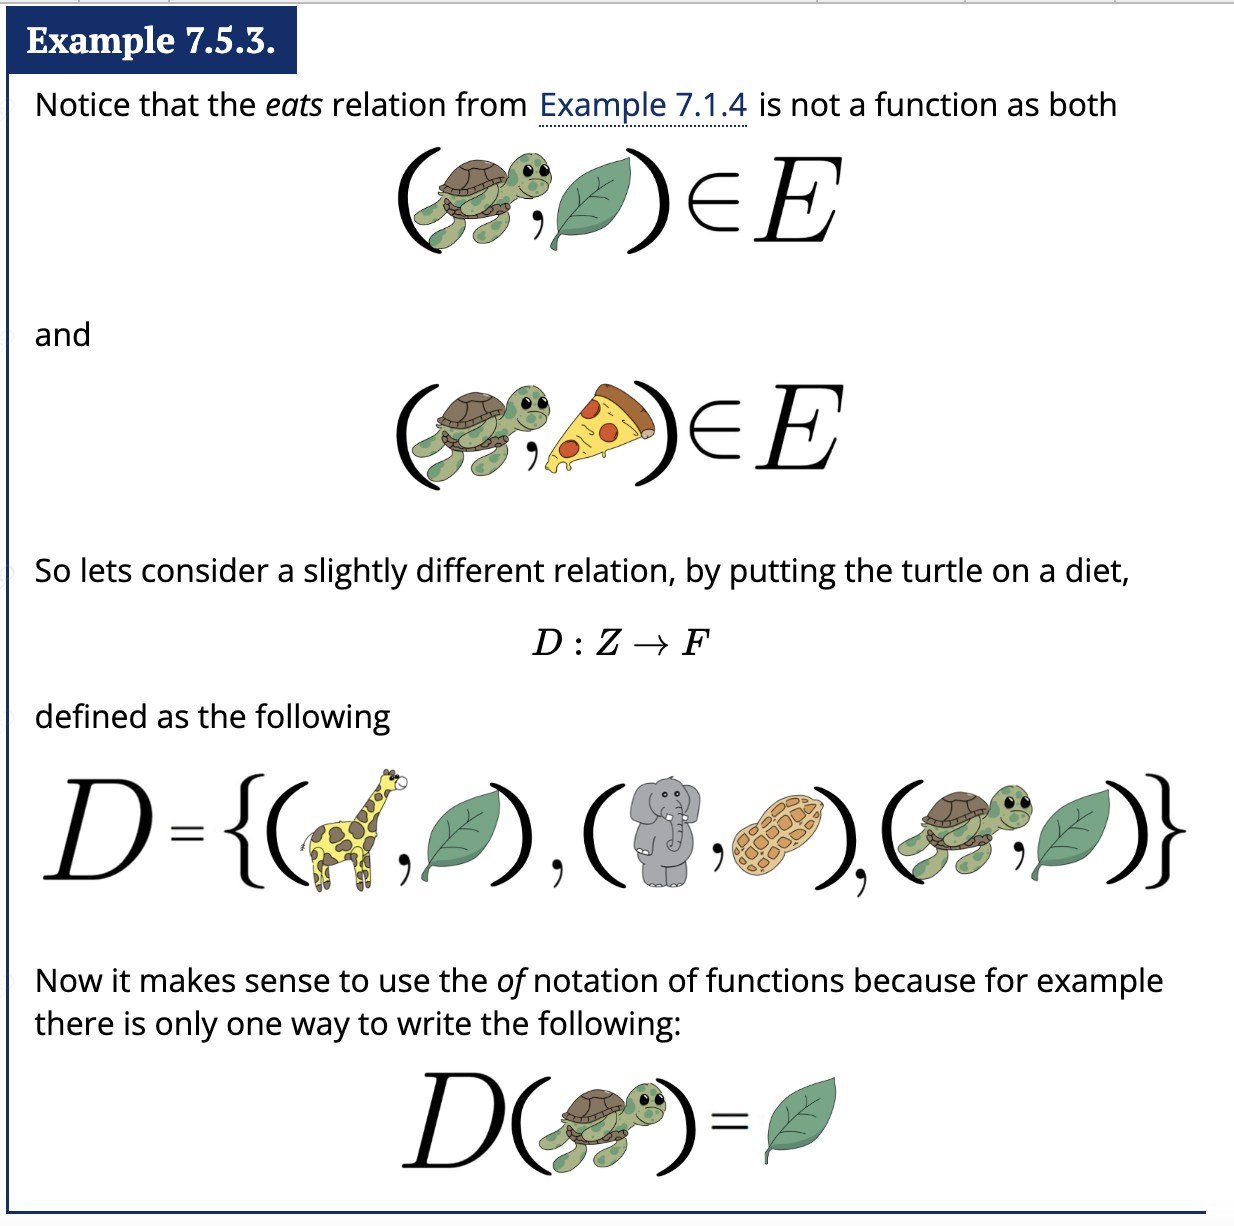 Example 7.5.3.
Notice that the eats relation from Example 7.1.4 is not a function as both
( , ) ∈ E
and
( , ) ∈ E
So lets consider a slightly different relation, by putting the turtle on a diet,
D : Z → F
defined as the following
D = {( , ), ( , ), ( , )}
Now it makes sense to use the of notation of functions because for example
there is only one way to write the following:
D( ) =